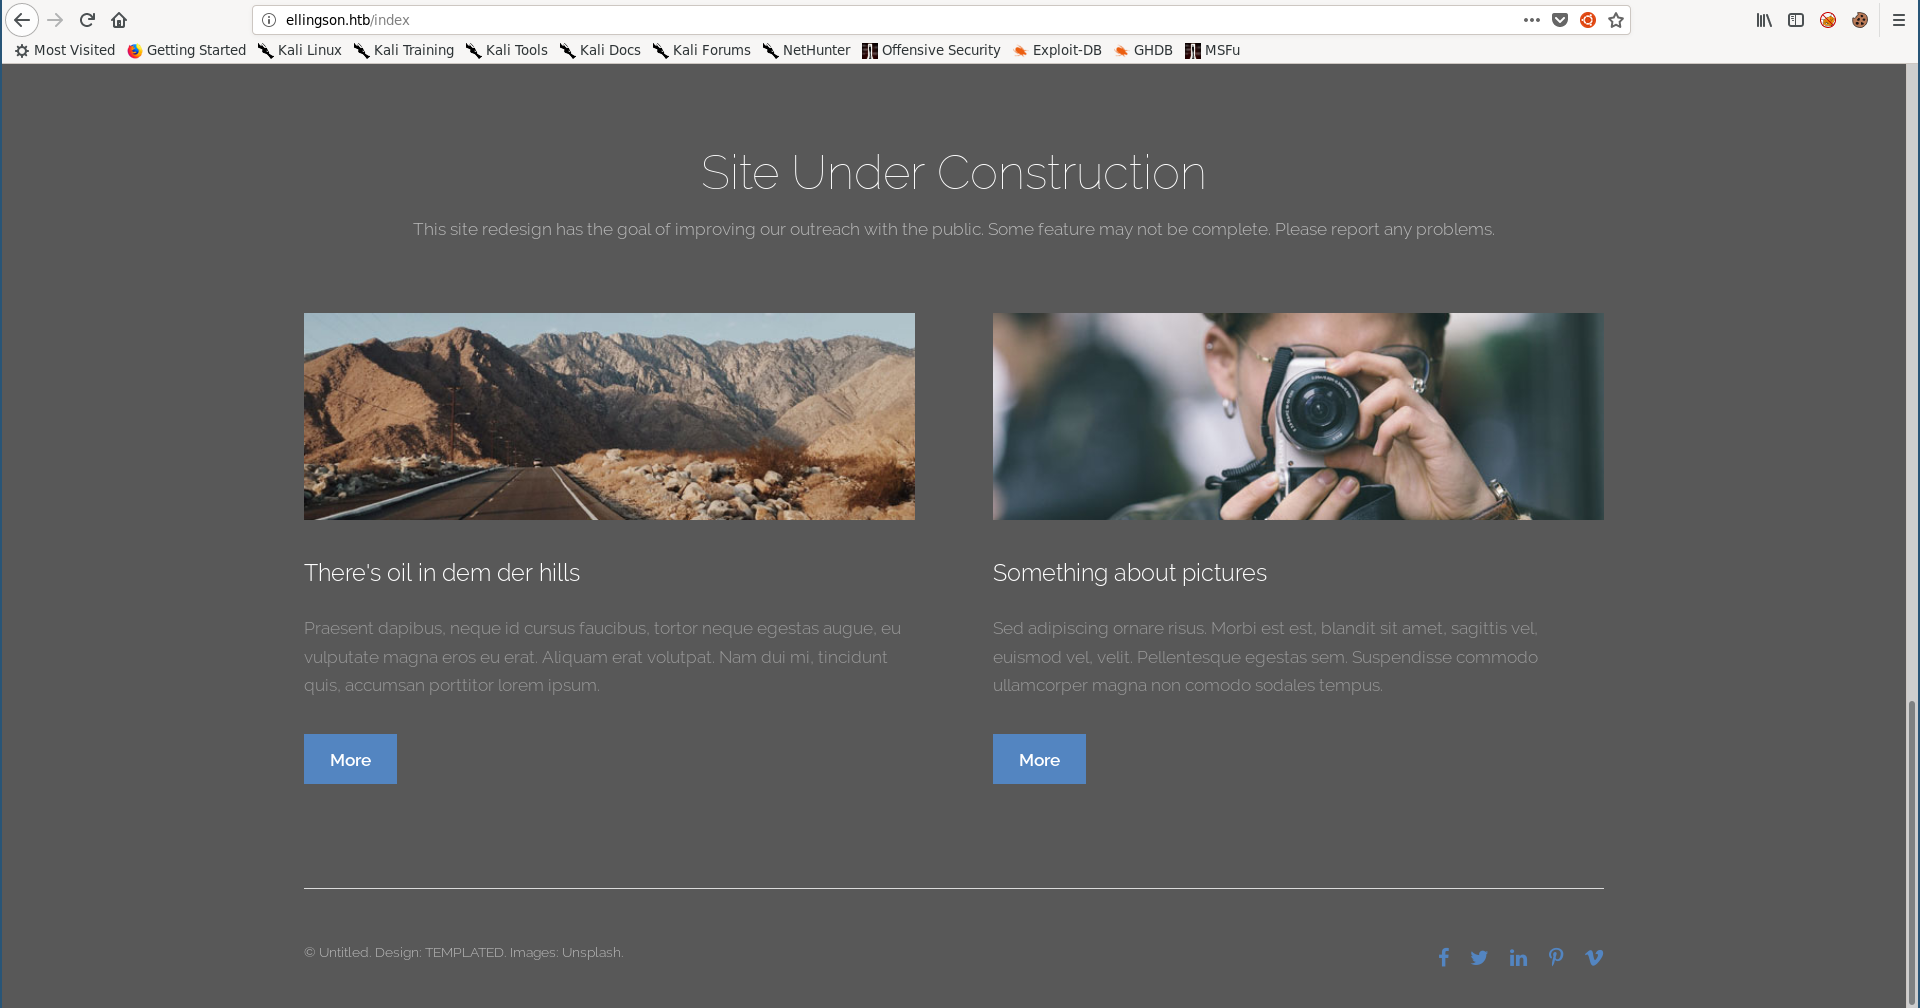 ellingson.htb/index
Most Visited Getting Started Kali Linux Kali Training Kali Tools Kali Docs Kali Forums NetHunter Offensive Security Exploit-DB GHDB MSFu
Site Under Construction
This site redesign has the goal of improving our outreach with the public. Some feature may not be complete. Please report any problems.
There's oil in dem der hills
Praesent dapibus, neque id cursus faucibus, tortor neque egestas augue, eu
vulputate magna eros eu erat. Aliquam erat volutpat. Nam dui mi, tincidunt
quis, accumsan porttitor lorem ipsum.
More
Something about pictures
Sed adipiscing ornare risus. Morbi est est, blandit sit amet, sagittis vel,
euismod vel, velit. Pellentesque egestas sem. Suspendisse commodo
ullamcorper magna non comodo sodales tempus.
More
© Untitled. Design: TEMPLATED. Images: Unsplash.